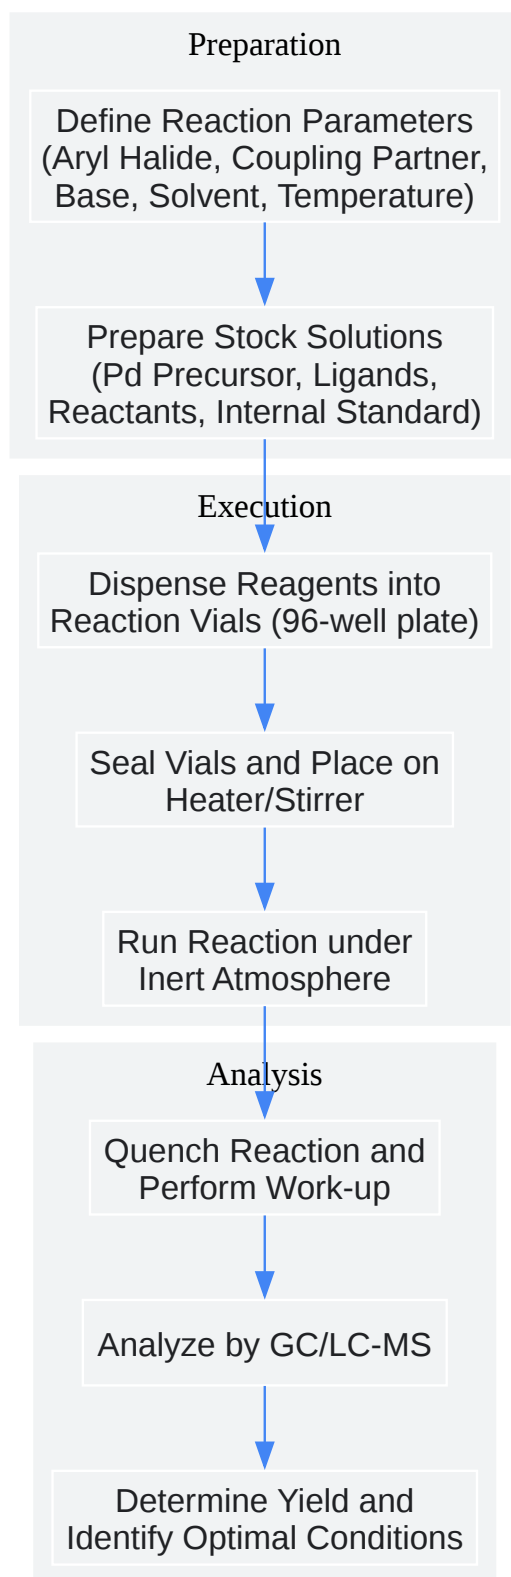 Preparation
Define Reaction Parameters
(Aryl Halide, Coupling Partner,
Base, Solvent, Temperature)
Prepare Stock Solutions
(Pd Precursor, Ligands,
Reactants, Internal Standard)
Execution
Dispense Reagents into
Reaction Vials (96-well plate)
Seal Vials and Place on
Heater/Stirrer
Run Reaction under
Inert Atmosphere
Analysis
Quench Reaction and
Perform Work-up
Analyze by GC/LC-MS
Determine Yield and
Identify Optimal Conditions